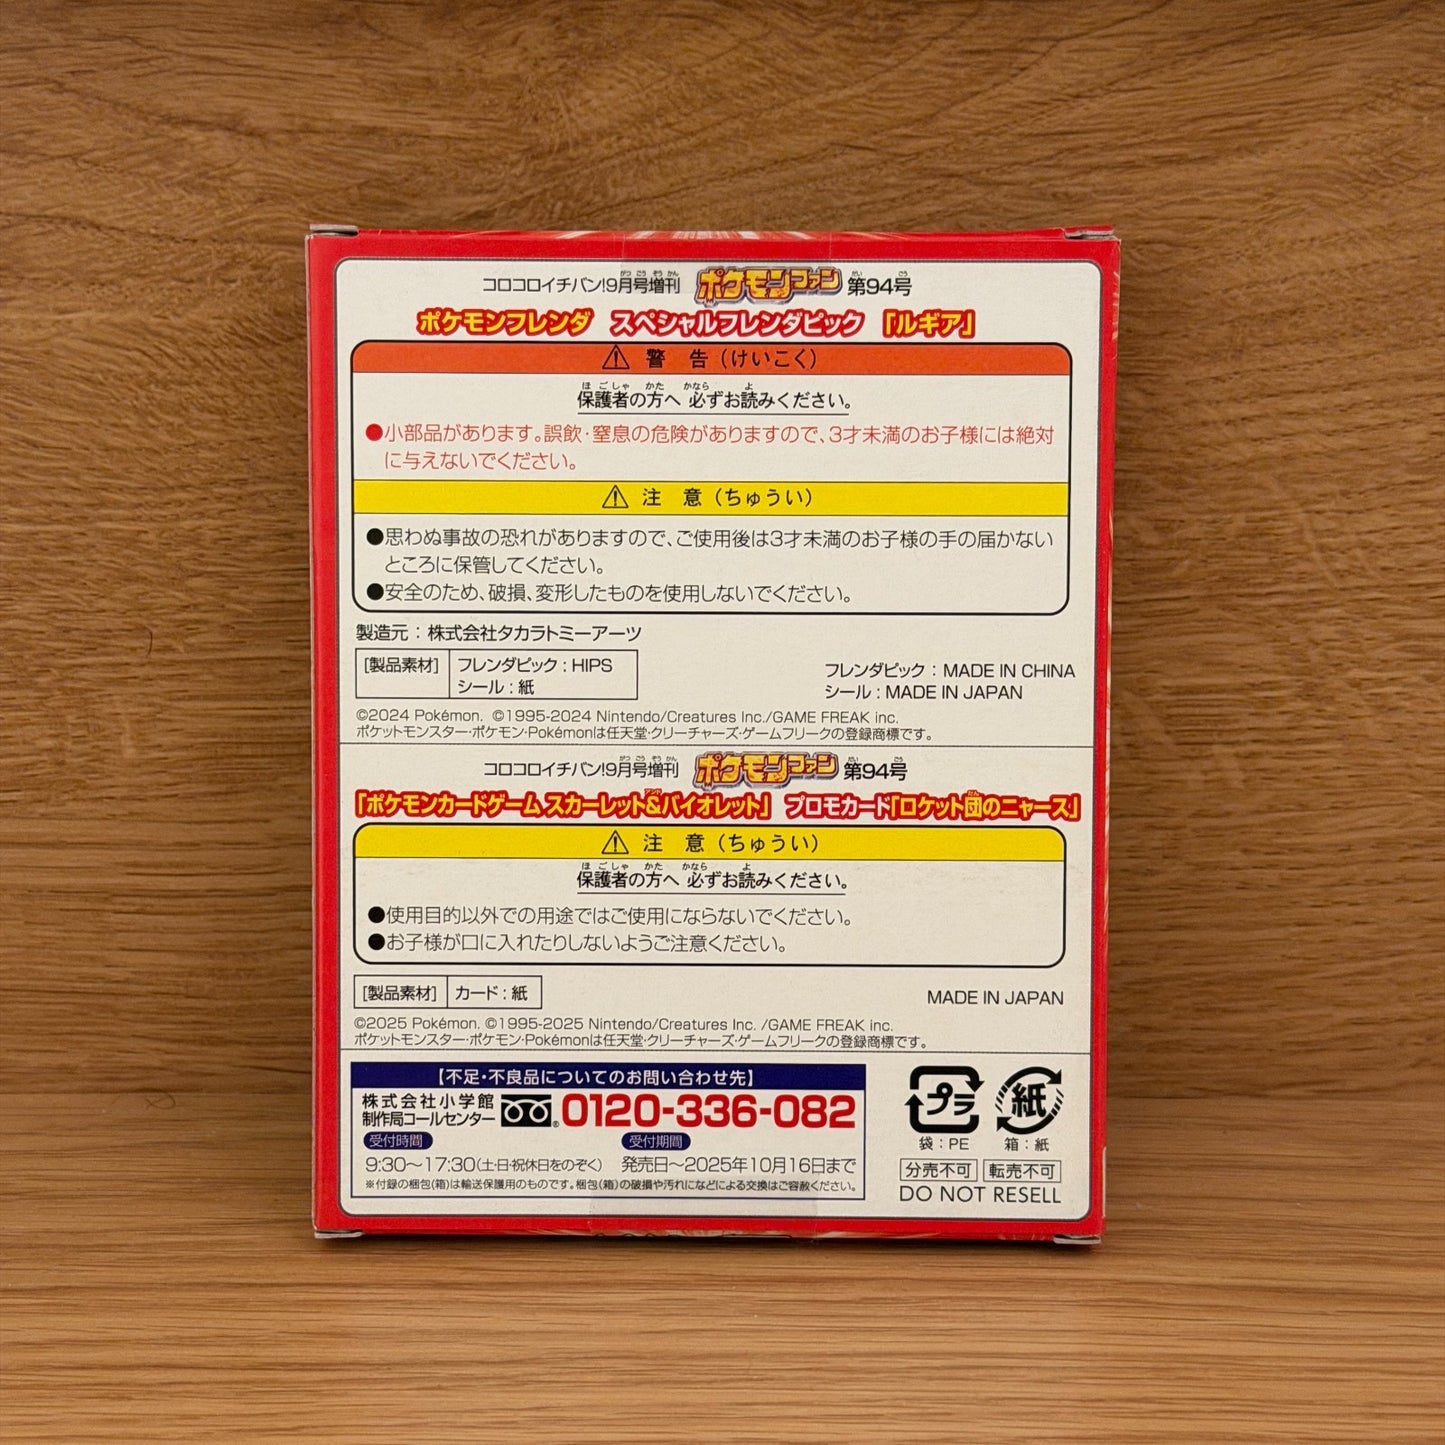 コロコロイチバン!9月号増刊 ポケモンファン 第94号
ポケモンフレンダ スペシャルフレンダピック 「ルギア」
⚠ 警 告（けいこく）
保護者の方へ 必ずお読みください。
●小部品があります。誤飲・窒息の危険がありますので、3才未満のお子様には絶対
に与えないでください。
⚠ 注 意（ちゅうい）
●思わぬ事故の恐れがありますので、ご使用後は3才未満のお子様の手の届かない
ところに保管してください。
●安全のため、破損、変形したものを使用しないでください。
製造元：株式会社タカラトミーアーツ
[製品素材] フレンダピック：HIPS
シール：紙
フレンダピック：MADE IN CHINA
シール：MADE IN JAPAN
©2024 Pokémon. ©1995-2024 Nintendo/Creatures Inc./GAME FREAK inc.
ポケットモンスター・ポケモン・Pokémonは任天堂・クリーチャーズ・ゲームフリークの登録商標です。
コロコロイチバン!9月号増刊 ポケモンファン 第94号
「ポケモンカードゲーム スカーレット&バイオレット」 プロモカード「ロケット団のニャース」
⚠ 注 意（ちゅうい）
保護者の方へ 必ずお読みください。
●使用目的以外での用途ではご使用にならないでください。
●お子様が口に入れたりしないようご注意ください。
[製品素材] カード：紙
MADE IN JAPAN
©2025 Pokémon. ©1995-2025 Nintendo/Creatures Inc. /GAME FREAK inc.
ポケットモンスター・ポケモン・Pokémonは任天堂・クリーチャーズ・ゲームフリークの登録商標です。
【不足・不良品についてのお問い合わせ先】
株式会社小学館
制作局コールセンター 0120-336-082
受付時間 受付期間
9:30〜17:30(土・日・祝休日をのぞく) 発売日〜2025年10月16日まで
※付録の梱包(箱)は輸送保護用のものです。梱包(箱)の破損や汚れになどによる交換はご容赦ください。
プラ 紙
袋：PE 箱：紙
分売不可 転売不可
DO NOT RESELL